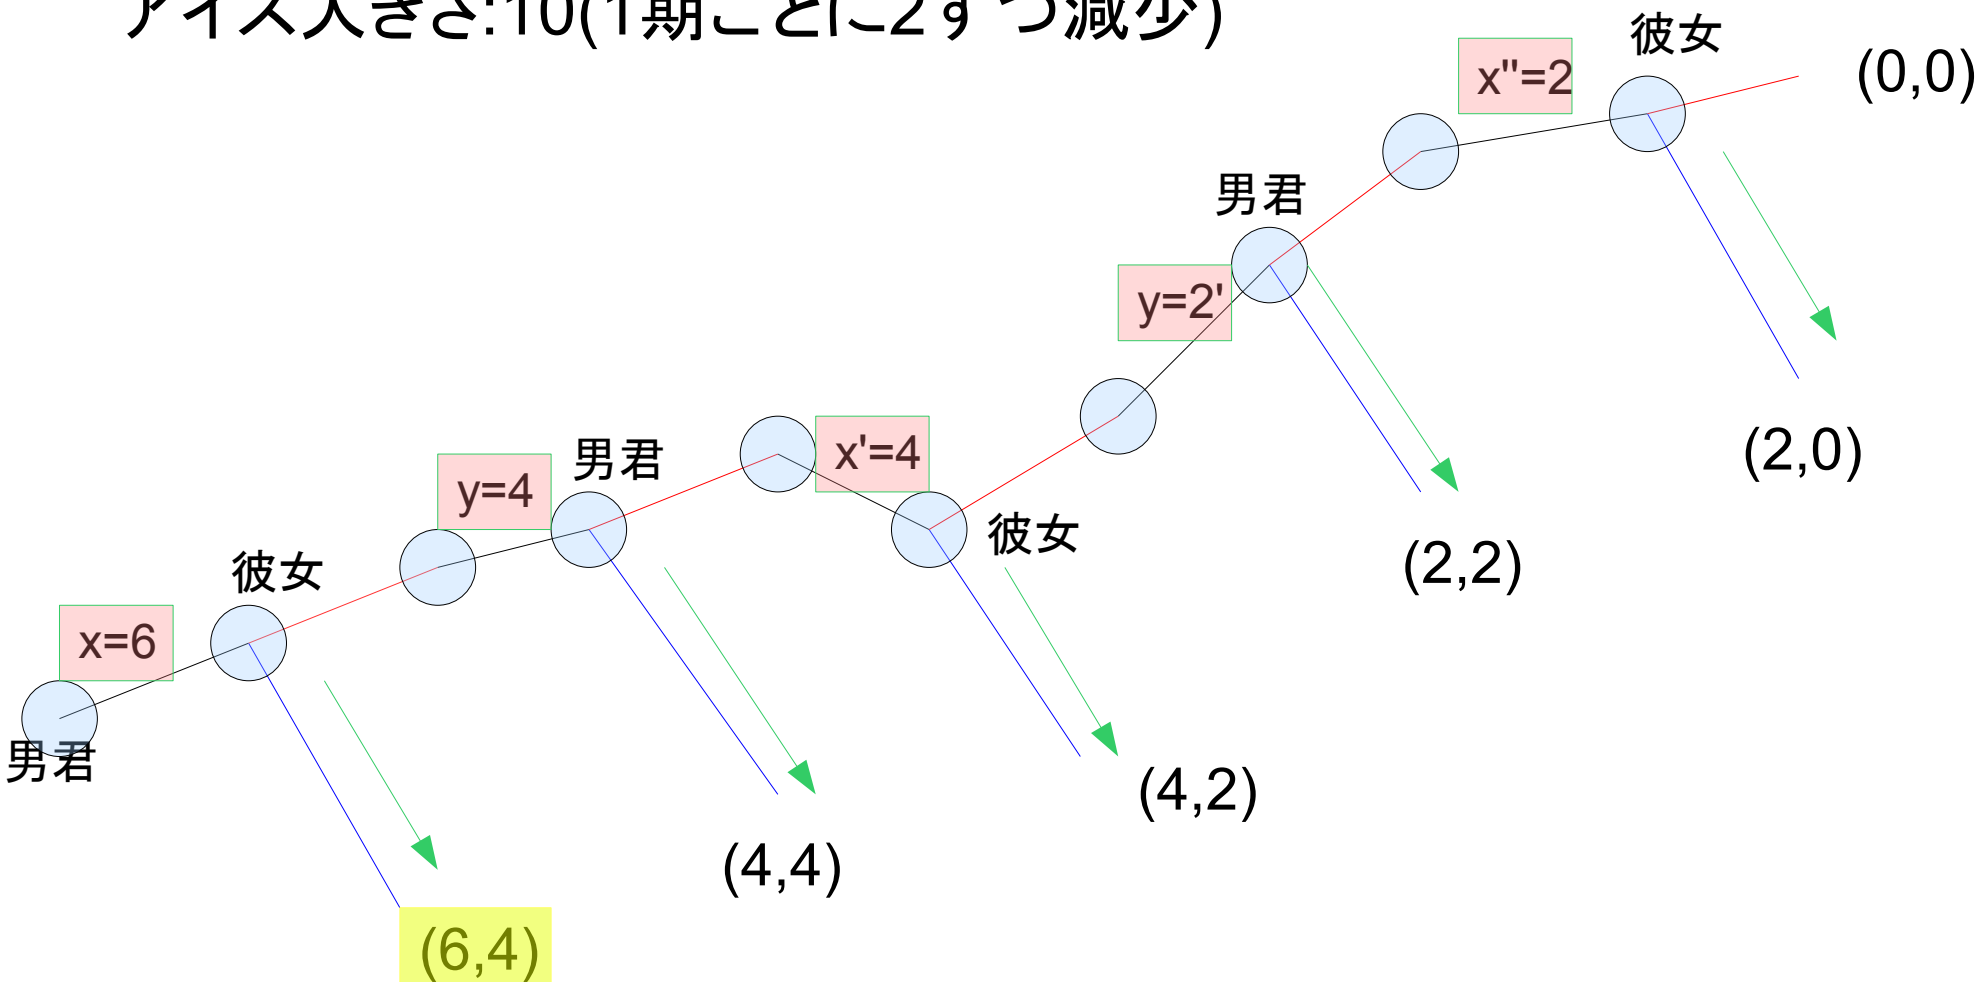 アイス大きさ:10(1期ごとに2ずつ減少)
彼女
(0,0)
x"=2
男君
y=2'
(2,0)
男君
x'=4
y=4
彼女
(2,2)
彼女
x=6
男君
(4,2)
(4,4)
(6,4)